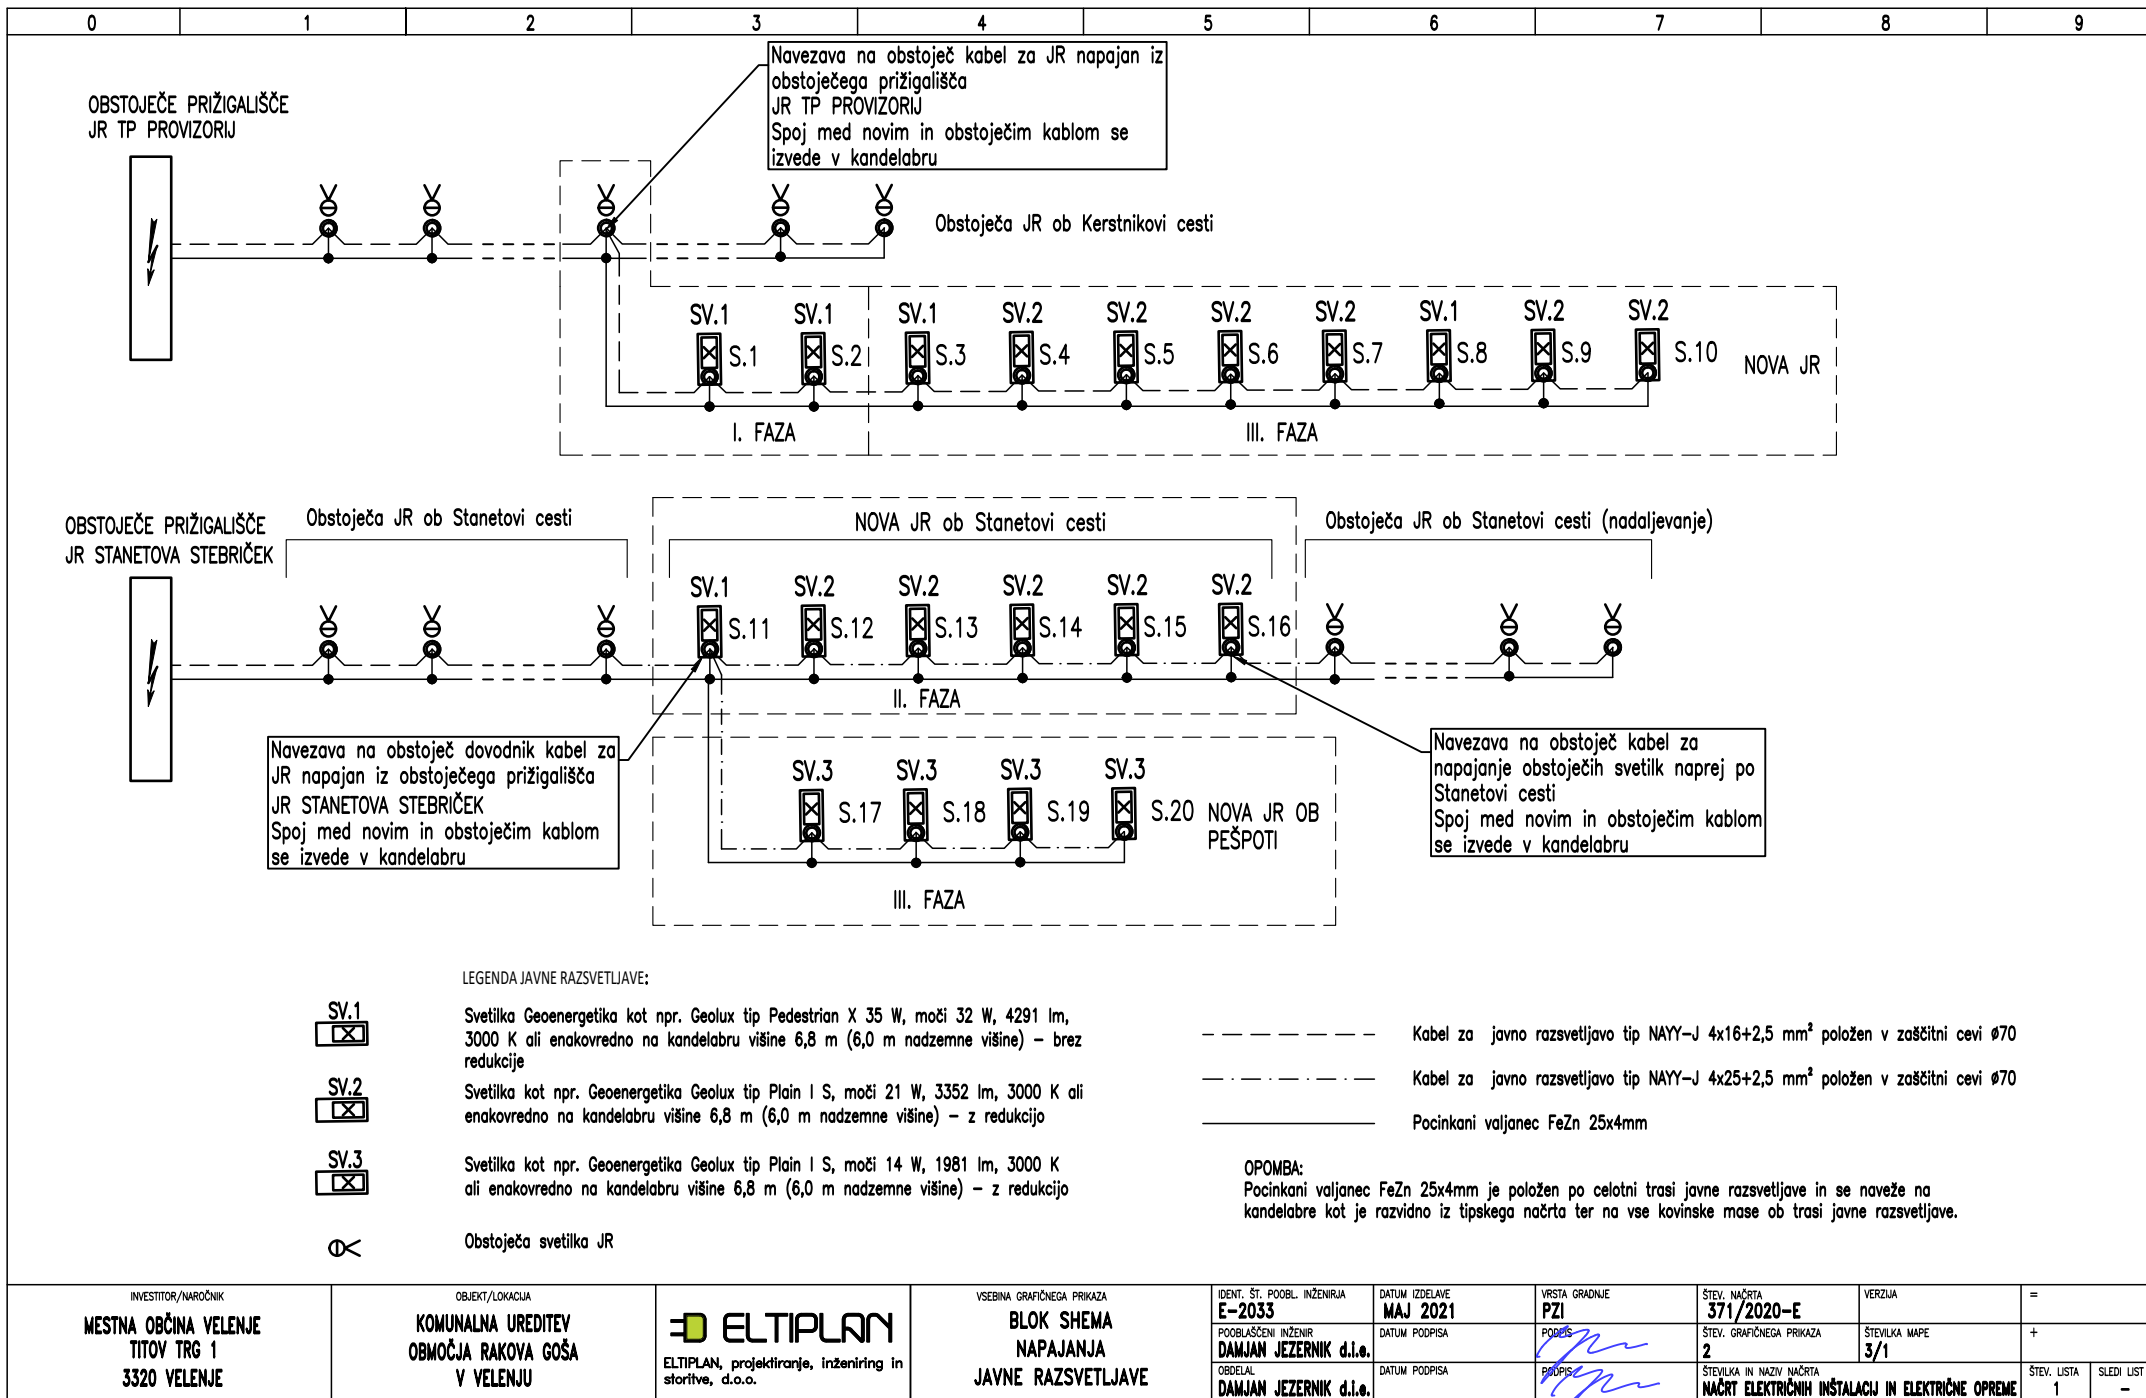 0 1 2 3 4 5 6 7 8 9
Navezava na obstoječ kabel za JR napajan iz
obstoječega prižigališča
JR TP PROVIZORIJ
Spoj med novim in obstoječim kablom se
izvede v kandelabru
OBSTOJEČE PRIŽIGALIŠČE
JR TP PROVIZORIJ
Obstoječa JR ob Kerstnikovi cesti
SV.1 SV.1 SV.1 SV.2 SV.2 SV.2 SV.2 SV.1 SV.2 SV.2
S.1 S.2 S.3 S.4 S.5 S.6 S.7 S.8 S.9 S.10
NOVA JR
I. FAZA
III. FAZA
OBSTOJEČE PRIŽIGALIŠČE
JR STANETOVA STEBRIČEK
Obstoječa JR ob Stanetovi cesti
NOVA JR ob Stanetovi cesti
Obstoječa JR ob Stanetovi cesti (nadaljevanje)
SV.1 SV.2 SV.2 SV.2 SV.2 SV.2
S.11 S.12 S.13 S.14 S.15 S.16
II. FAZA
Navezava na obstoječ dovodnik kabel za
JR napajan iz obstoječega prižigališča
JR STANETOVA STEBRIČEK
Spoj med novim in obstoječim kablom
se izvede v kandelabru
SV.3 SV.3 SV.3 SV.3
S.17 S.18 S.19 S.20
NOVA JR OB
PEŠPOTI
III. FAZA
Navezava na obstoječ kabel za
napajanje obstoječih svetilk naprej po
Stanetovi cesti
Spoj med novim in obstoječim kablom
se izvede v kandelabru
LEGENDA JAVNE RAZSVETLJAVE:
SV.1
Svetilka Geoenergetika kot npr. Geolux tip Pedestrian X 35 W, moči 32 W, 4291 lm,
3000 K ali enakovredno na kandelabru višine 6,8 m (6,0 m nadzemne višine) – brez
redukcije
SV.2
Svetilka kot npr. Geoenergetika Geolux tip Plain I S, moči 21 W, 3352 lm, 3000 K ali
enakovredno na kandelabru višine 6,8 m (6,0 m nadzemne višine) – z redukcijo
SV.3
Svetilka kot npr. Geoenergetika Geolux tip Plain I S, moči 14 W, 1981 lm, 3000 K
ali enakovredno na kandelabru višine 6,8 m (6,0 m nadzemne višine) – z redukcijo
Obstoječa svetilka JR
Kabel za javno razsvetljavo tip NAYY–J 4x16+2,5 mm² položen v zaščitni cevi ø70
Kabel za javno razsvetljavo tip NAYY–J 4x25+2,5 mm² položen v zaščitni cevi ø70
Pocinkani valjanec FeZn 25x4mm
OPOMBA:
Pocinkani valjanec FeZn 25x4mm je položen po celotni trasi javne razsvetljave in se naveže na
kandelabre kot je razvidno iz tipskega načrta ter na vse kovinske mase ob trasi javne razsvetljave.
INVESTITOR/NAROČNIK
MESTNA OBČINA VELENJE
TITOV TRG 1
3320 VELENJE
OBJEKT/LOKACIJA
KOMUNALNA UREDITEV
OBMOČJA RAKOVA GOŠA
V VELENJU
ELTIPLAN
ELTIPLAN, projektiranje, inženiring in
storitve, d.o.o.
VSEBINA GRAFIČNEGA PRIKAZA
BLOK SHEMA
NAPAJANJA
JAVNE RAZSVETLJAVE
IDENT. ŠT. POOBL. INŽENIRJA
E–2033
POOBLAŠČENI INŽENIR
DAMJAN JEZERNIK d.i.e.
OBDELAL
DAMJAN JEZERNIK d.i.e.
DATUM IZDELAVE
MAJ 2021
DATUM PODPISA
DATUM PODPISA
VRSTA GRADNJE
PZI
PODPIS
PODPIS
ŠTEV. NAČRTA
371/2020–E
VERZIJA
=
ŠTEV. GRAFIČNEGA PRIKAZA
2
ŠTEVILKA MAPE
3/1
+
ŠTEVILKA IN NAZIV NAČRTA
NAČRT ELEKTRIČNIH INŠTALACIJ IN ELEKTRIČNE OPREME
ŠTEV. LISTA
1
SLEDI LIST
–